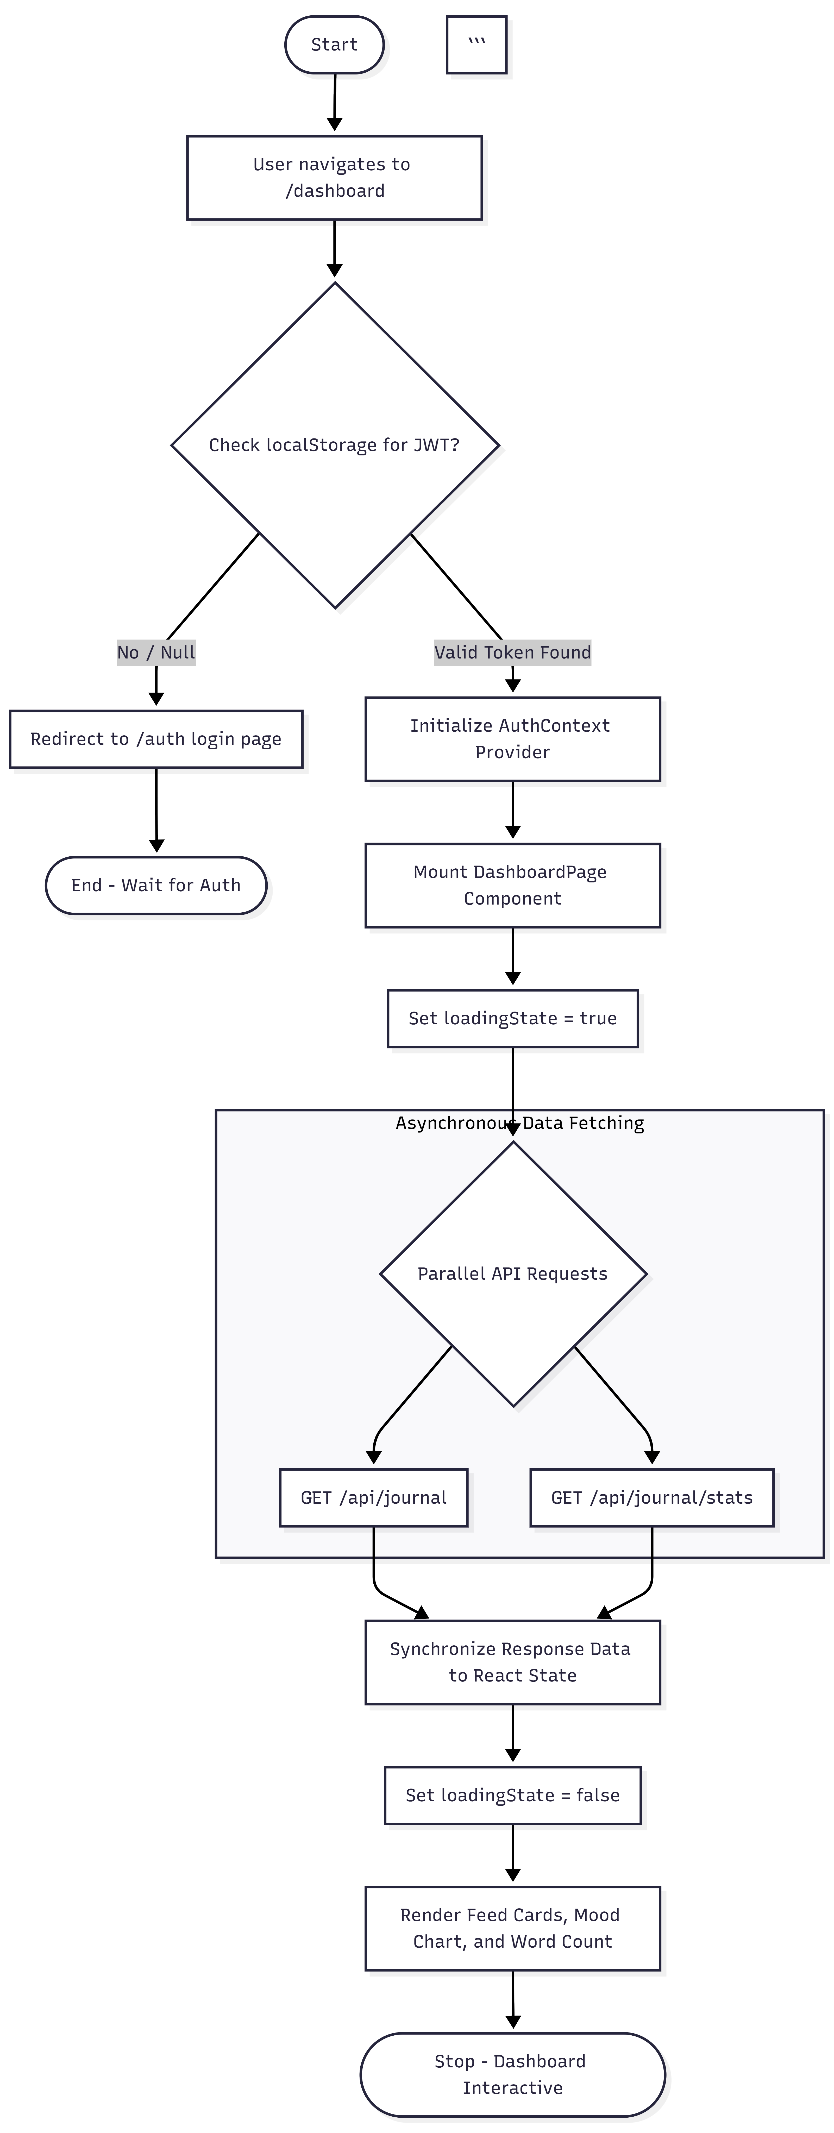 Start
```
User navigates to
/dashboard
Check localStorage for JWT?
No / Null
Valid Token Found
Redirect to /auth login page
Initialize AuthContext
Provider
End - Wait for Auth
Mount DashboardPage
Component
Set loadingState = true
Asynchronous Data Fetching
Parallel API Requests
GET /api/journal
GET /api/journal/stats
Synchronize Response Data
to React State
Set loadingState = false
Render Feed Cards, Mood
Chart, and Word Count
Stop - Dashboard
Interactive